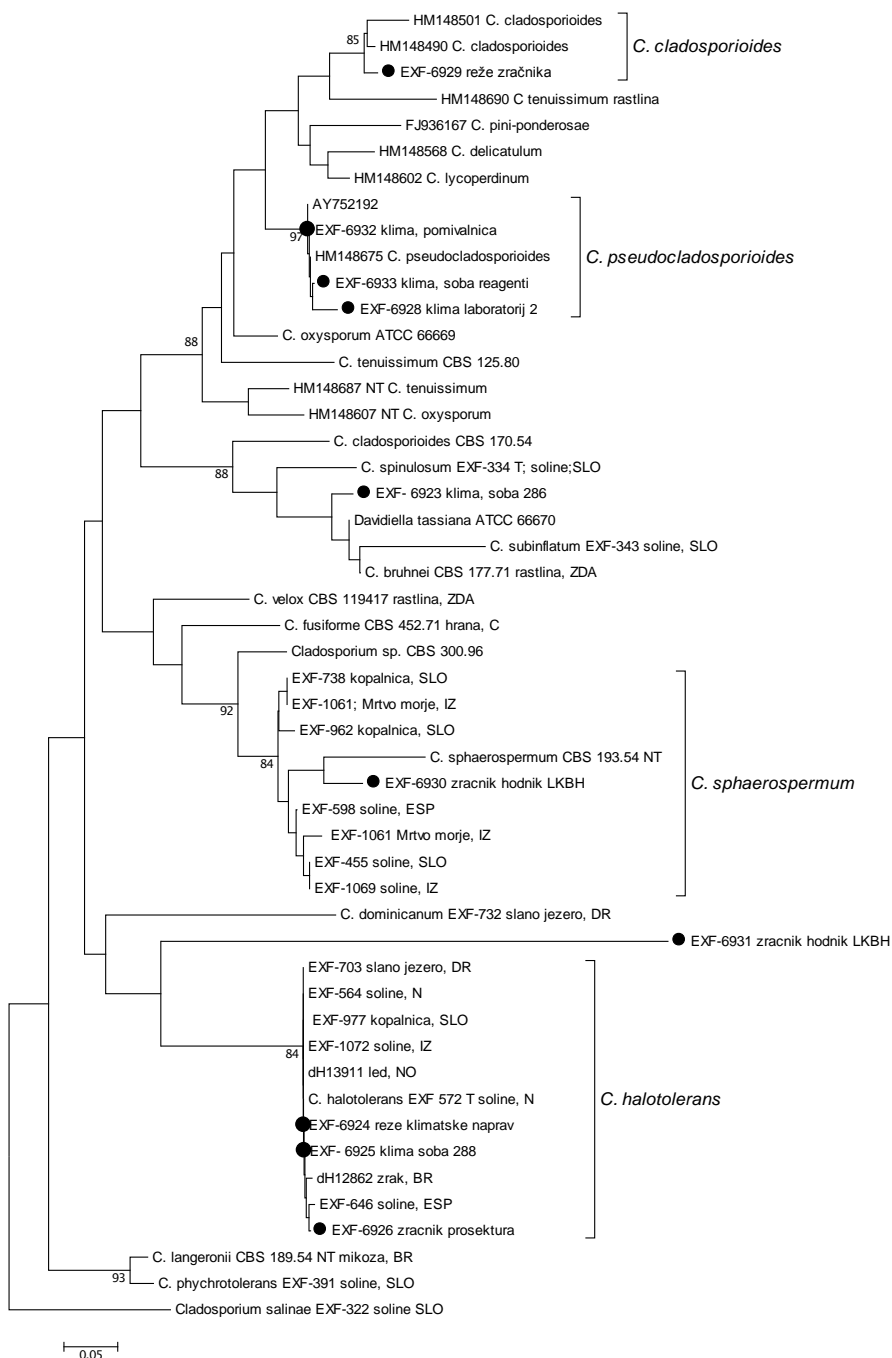 HM148501 C. cladosporioides
85
HM148490 C. cladosporioides
C. cladosporioides
EXF-6929 reže zračnika
HM148690 C tenuissimum rastlina
FJ936167 C. pini-ponderosae
HM148568 C. delicatulum
HM148602 C. lycoperdinum
AY752192
97
EXF-6932 klima, pomivalnica
HM148675 C. pseudocladosporioides
C. pseudocladosporioides
EXF-6933 klima, soba reagenti
EXF-6928 klima laboratorij 2
C. oxysporum ATCC 66669
88
C. tenuissimum CBS 125.80
HM148687 NT C. tenuissimum
HM148607 NT C. oxysporum
C. cladosporioides CBS 170.54
88
C. spinulosum EXF-334 T; soline;SLO
EXF- 6923 klima, soba 286
Davidiella tassiana ATCC 66670
C. subinflatum EXF-343 soline, SLO
C. bruhnei CBS 177.71 rastlina, ZDA
C. velox CBS 119417 rastlina, ZDA
C. fusiforme CBS 452.71 hrana, C
Cladosporium sp. CBS 300.96
92
EXF-738 kopalnica, SLO
EXF-1061; Mrtvo morje, IZ
EXF-962 kopalnica, SLO
84
C. sphaerospermum CBS 193.54 NT
EXF-6930 zracnik hodnik LKBH
C. sphaerospermum
EXF-598 soline, ESP
EXF-1061 Mrtvo morje, IZ
EXF-455 soline, SLO
EXF-1069 soline, IZ
C. dominicanum EXF-732 slano jezero, DR
EXF-6931 zracnik hodnik LKBH
EXF-703 slano jezero, DR
EXF-564 soline, N
EXF-977 kopalnica, SLO
EXF-1072 soline, IZ
84
dH13911 led, NO
C. halotolerans EXF 572 T soline, N
C. halotolerans
EXF-6924 reze klimatske naprav
EXF- 6925 klima soba 288
dH12862 zrak, BR
EXF-646 soline, ESP
EXF-6926 zracnik prosektura
C. langeronii CBS 189.54 NT mikoza, BR
93
C. phychrotolerans EXF-391 soline, SLO
Cladosporium salinae EXF-322 soline SLO
0.05